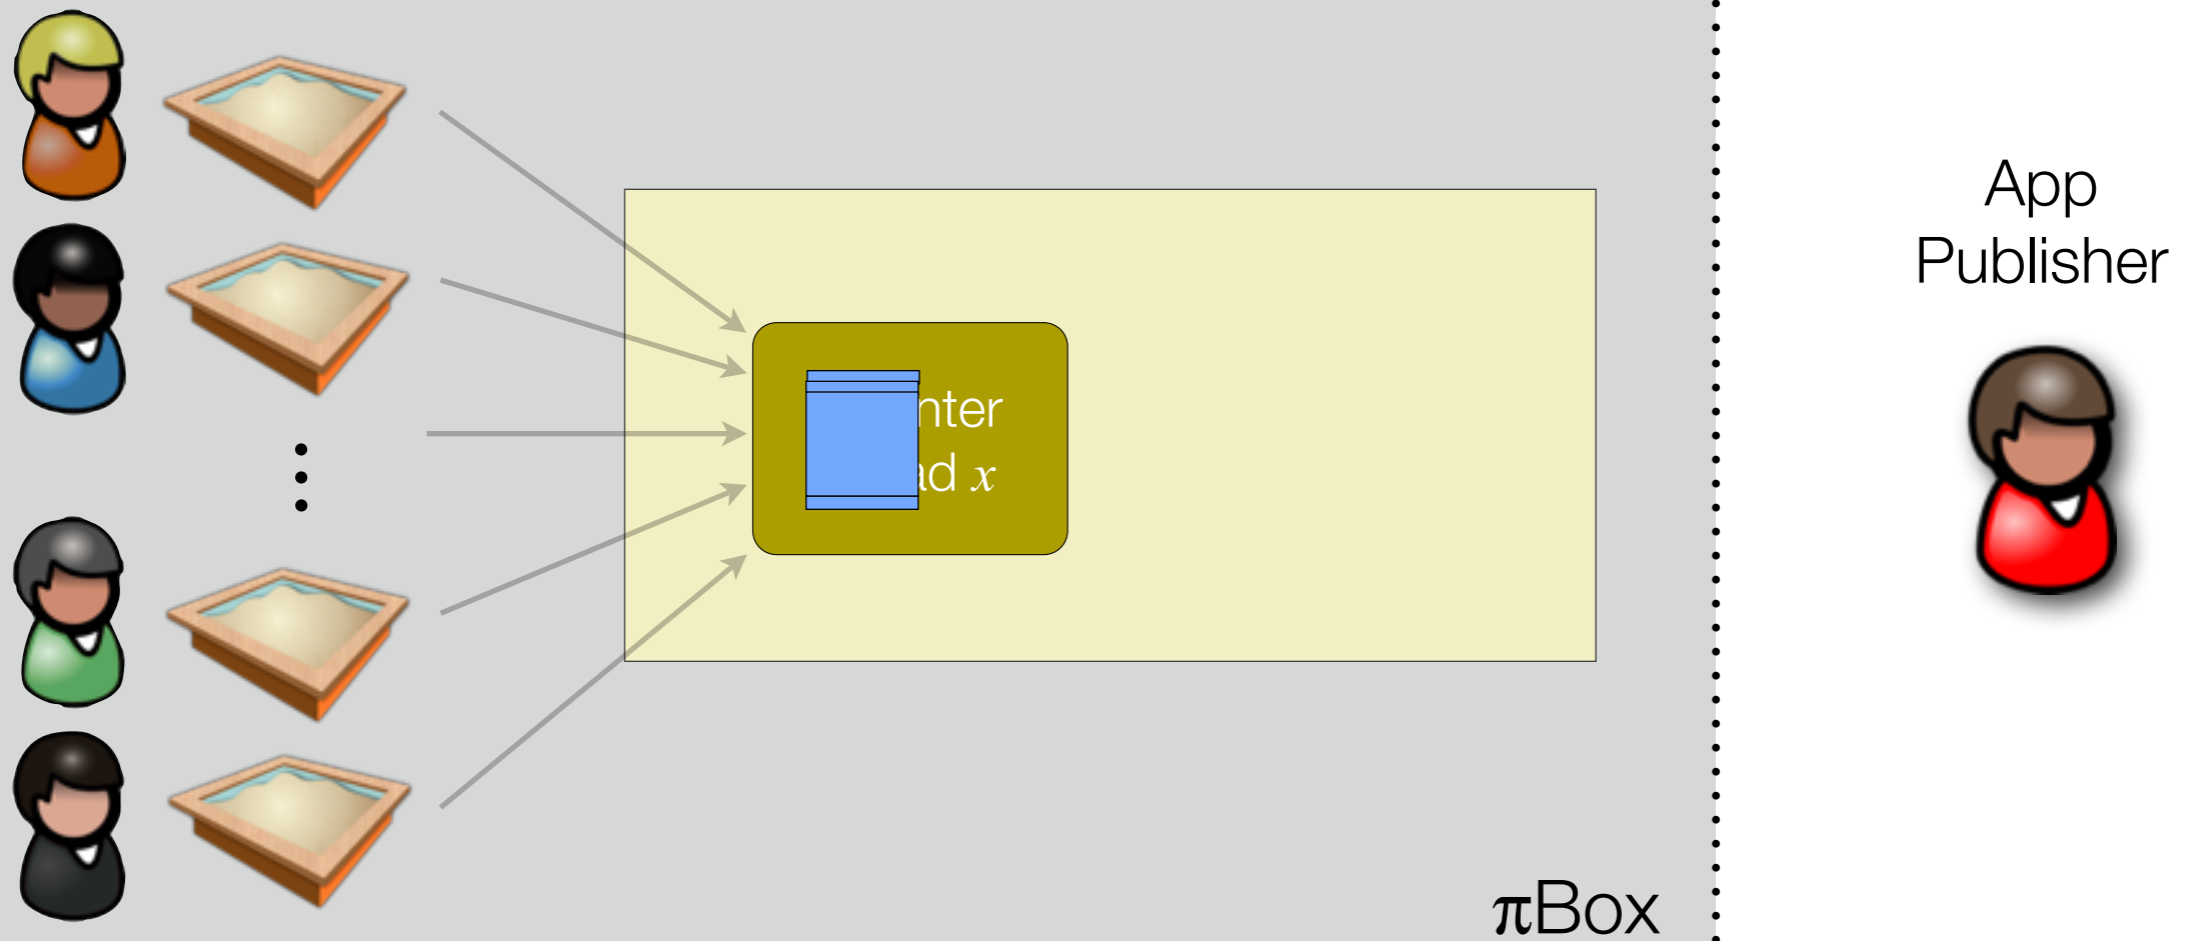 App
Publisher
nter
ad x
πBox